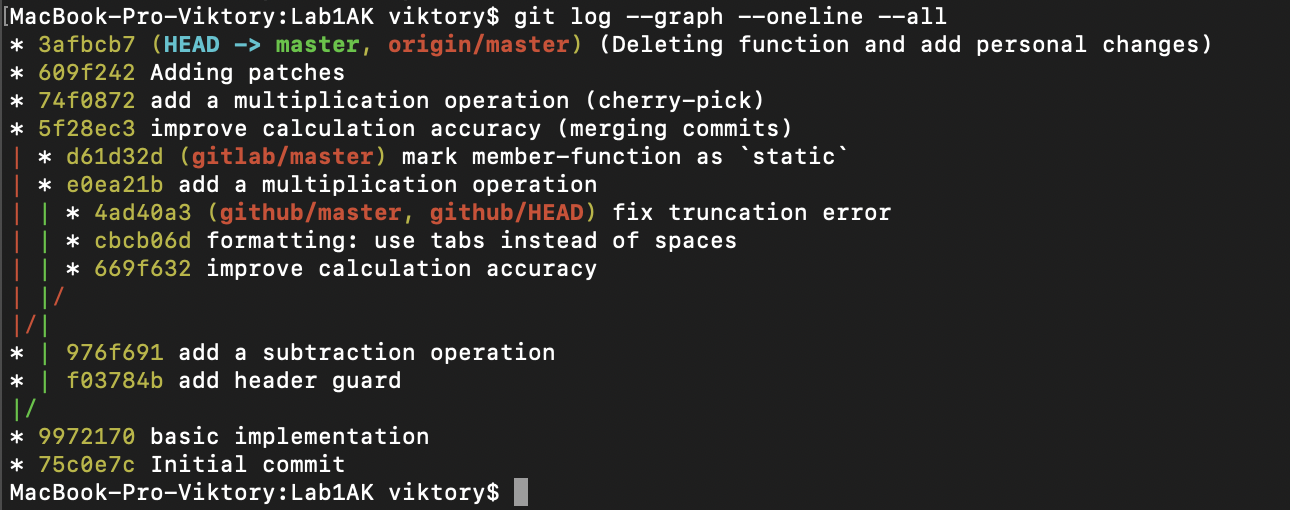 [MacBook-Pro-Viktory:Lab1AK viktory$ git log --graph --oneline --all
* 3afbcb7 (HEAD -> master, origin/master) (Deleting function and add personal changes)
* 609f242 Adding patches
* 74f0872 add a multiplication operation (cherry-pick)
* 5f28ec3 improve calculation accuracy (merging commits)
| * d61d32d (gitlab/master) mark member-function as `static`
| * e0ea21b add a multiplication operation
| | * 4ad40a3 (github/master, github/HEAD) fix truncation error
| | * cbcb06d formatting: use tabs instead of spaces
| | * 669f632 improve calculation accuracy
| |/
|/|
* | 976f691 add a subtraction operation
* | f03784b add header guard
|/
* 9972170 basic implementation
* 75c0e7c Initial commit
MacBook-Pro-Viktory:Lab1AK viktory$